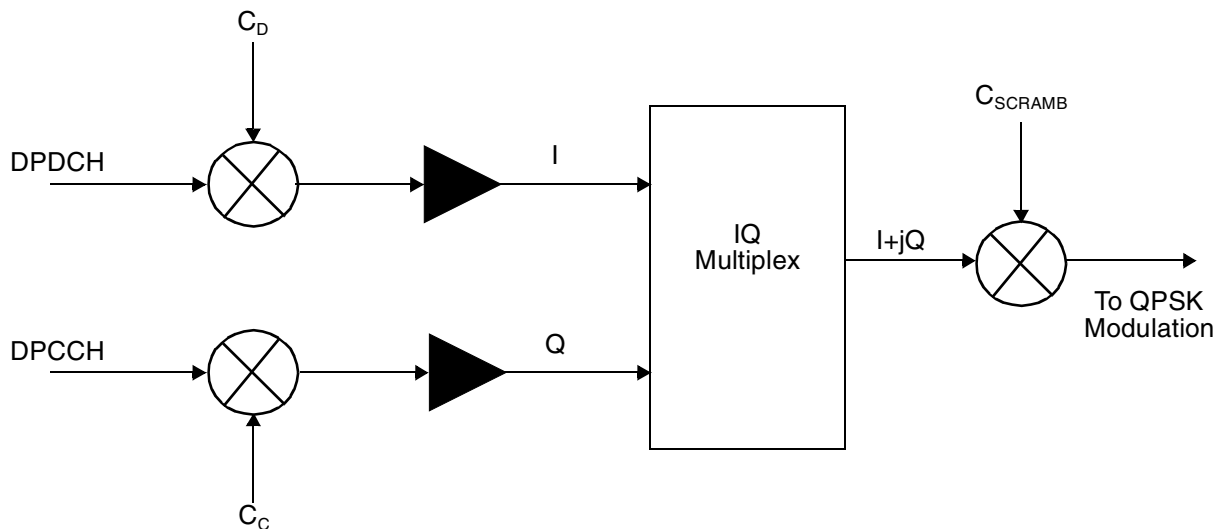 C_D
DPDCH
I
C_SCRAMB
IQ
Multiplex
I+jQ
To QPSK
Modulation
DPCCH
Q
C_C